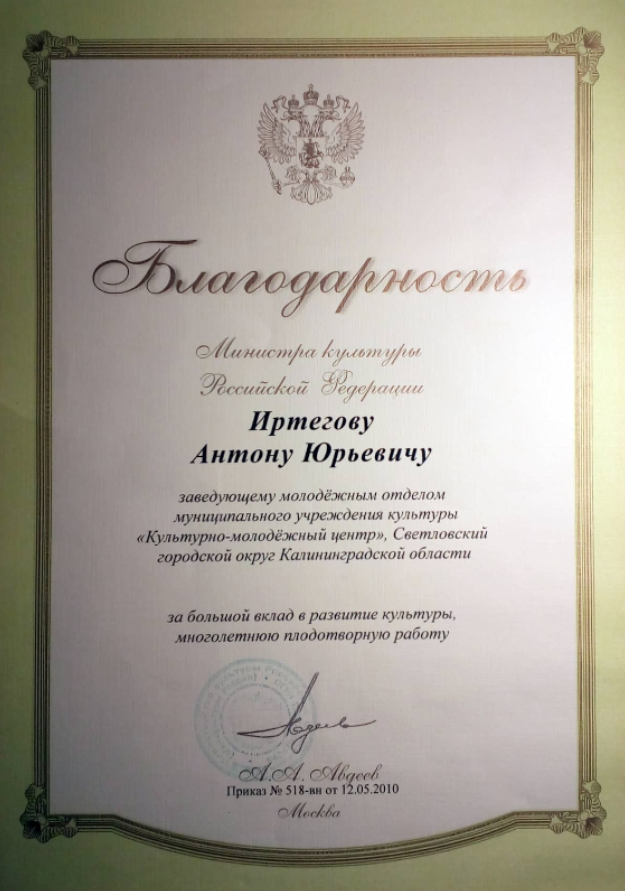 Благодарность
Министра культуры
Российской Федерации
Иртегову
Антону Юрьевичу
заведующему молодёжным отделом
муниципального учреждения культуры
«Культурно-молодёжный центр», Светловский
городской округ Калининградской области
за большой вклад в развитие культуры,
многолетнюю плодотворную работу
А.А. Авдеев
Приказ № 518-вн от 12.05.2010
Москва